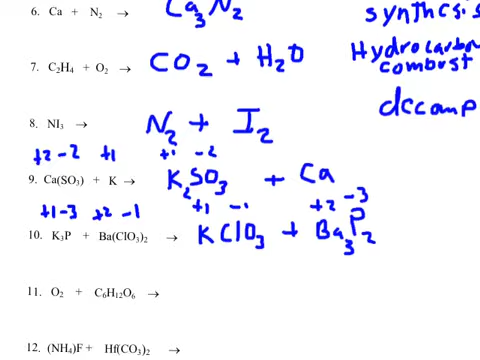 6. Ca + N₂ → Ca₃N₂ synthesis
7. C₂H₄ + O₂ → CO₂ + H₂O Hydrocarbon
combust
8. NI₃ → N₂ + I₂ decomp
+2 -2 +1 +1 -2
9. Ca(SO₃) + K → K₂SO₃ + Ca
+1 -3 +2 -1 +1 -1 +2 -3
10. K₃P + Ba(ClO₃)₂ → KClO₃ + Ba₃P₂
11. O₂ + C₆H₁₂O₆ →
12. (NH₄)F + Hf(CO₃)₂ →